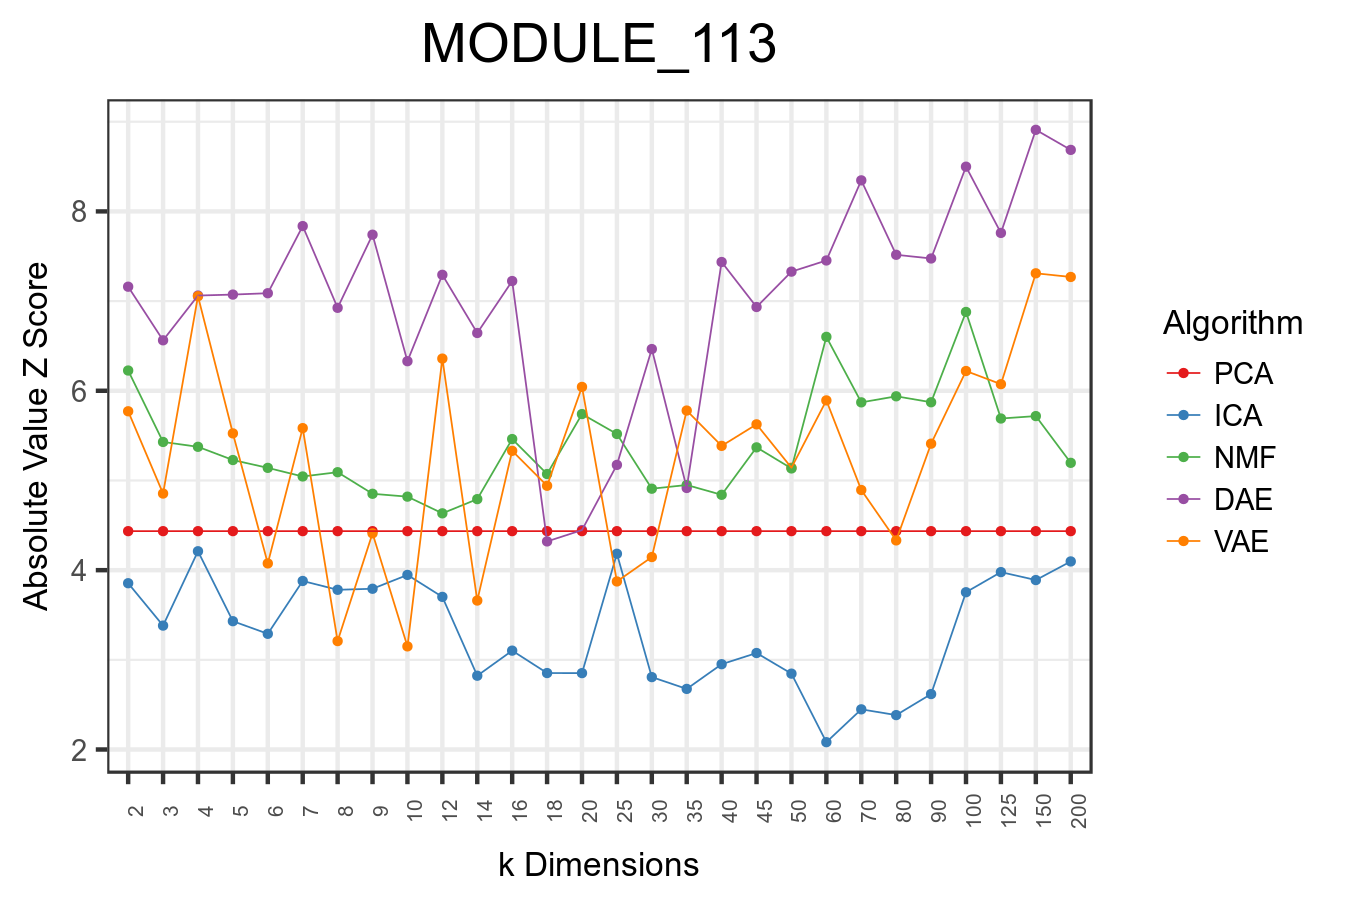 MODULE_113
Absolute Value Z Score
8
6
4
2
2 3 4 5 6 7 8 9 10 12 14 16 18 20 25 30 35 40 45 50 60 70 80 90 100 125 150 200
k Dimensions
Algorithm
PCA
ICA
NMF
DAE
VAE